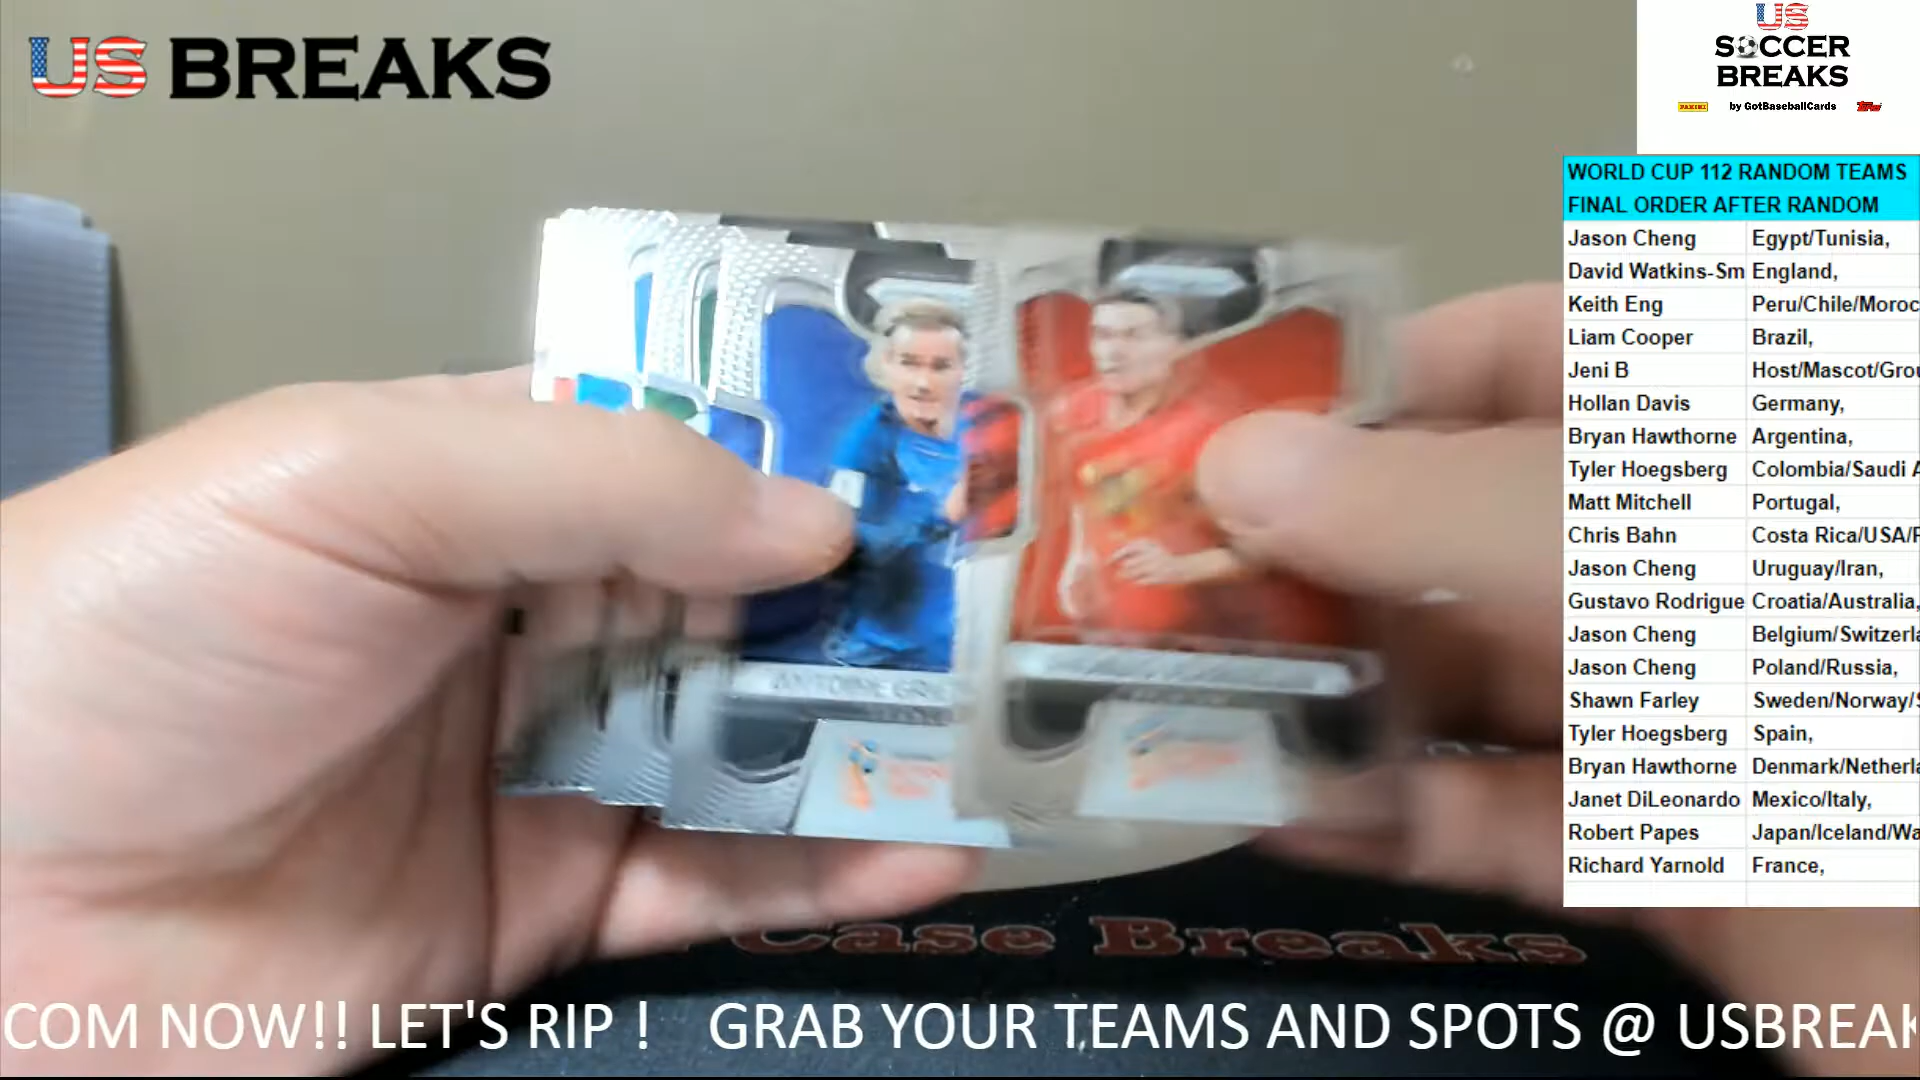 US BREAKS
US
SOCCER
BREAKS
PANINI by GotBaseballCards Topps
WORLD CUP 112 RANDOM TEAMS
FINAL ORDER AFTER RANDOM
Jason Cheng Egypt/Tunisia,
David Watkins-Sm England,
Keith Eng Peru/Chile/Moroc
Liam Cooper Brazil,
Jeni B Host/Mascot/Grou
Hollan Davis Germany,
Bryan Hawthorne Argentina,
Tyler Hoegsberg Colombia/Saudi A
Matt Mitchell Portugal,
Chris Bahn Costa Rica/USA/F
Jason Cheng Uruguay/Iran,
Gustavo Rodrigue Croatia/Australia,
Jason Cheng Belgium/Switzerla
Jason Cheng Poland/Russia,
Shawn Farley Sweden/Norway/S
Tyler Hoegsberg Spain,
Bryan Hawthorne Denmark/Netherla
Janet DiLeonardo Mexico/Italy,
Robert Papes Japan/Iceland/Wa
Richard Yarnold France,
ANTOINE GRIE
Case Breaks
COM NOW!! LET'S RIP ! GRAB YOUR TEAMS AND SPOTS @ USBREAK